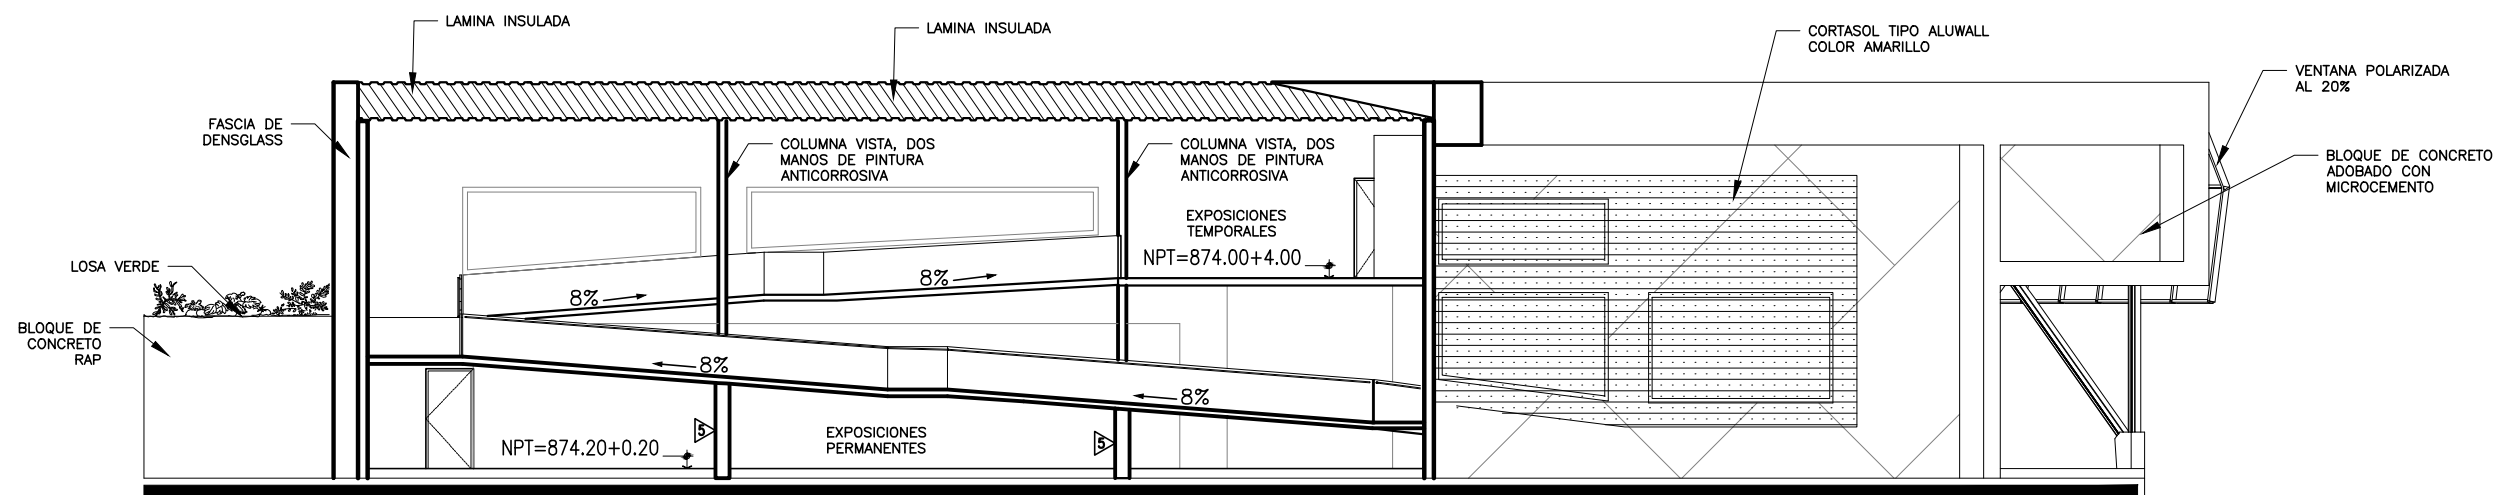 LAMINA INSULADA
LAMINA INSULADA
CORTASOL TIPO ALUWALL
COLOR AMARILLO
VENTANA POLARIZADA
AL 20%
FASCIA DE
DENSGLASS
COLUMNA VISTA, DOS
MANOS DE PINTURA
ANTICORROSIVA
COLUMNA VISTA, DOS
MANOS DE PINTURA
ANTICORROSIVA
BLOQUE DE CONCRETO
ADOBADO CON
MICROCEMENTO
EXPOSICIONES
TEMPORALES
NPT=874.00+4.00
LOSA VERDE
8%
8%
BLOQUE DE
CONCRETO
RAP
8%
8%
5
EXPOSICIONES
PERMANENTES
5
NPT=874.20+0.20